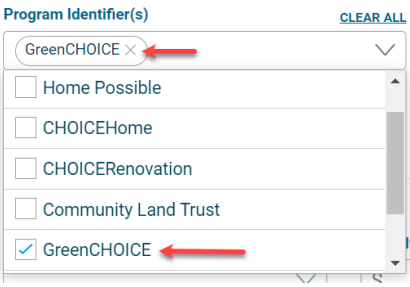 Program Identifier(s)
CLEAR ALL
GreenCHOICE ×
Home Possible
CHOICEHome
CHOICERenovation
Community Land Trust
GreenCHOICE